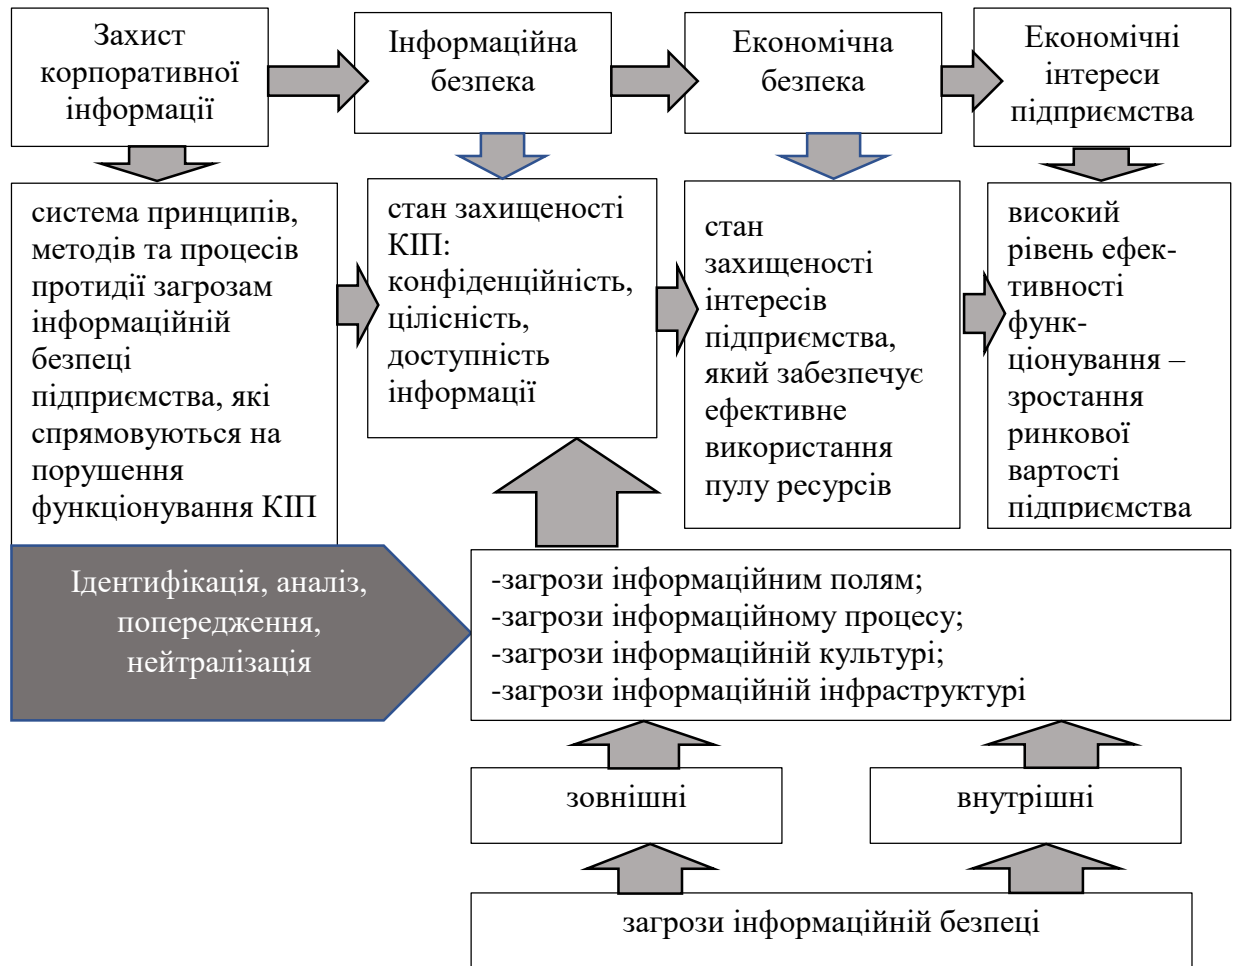 Захист
корпоративної
інформації
Інформаційна
безпека
Економічна
безпека
Економічні
інтереси
підприємства
система принципів,
методів та процесів
протидії загрозам
інформаційній
безпеці
підприємства, які
спрямовуються на
порушення
функціонування КІП
стан захищеності
КІП:
конфіденційність,
цілісність,
доступність
інформації
стан
захищеності
інтересів
підприємства,
який забезпечує
ефективне
використання
пулу ресурсів
високий
рівень ефек-
тивності
функ-
ціонування –
зростання
ринкової
вартості
підприємства
Ідентифікація, аналіз,
попередження,
нейтралізація
-загрози інформаційним полям;
-загрози інформаційному процесу;
-загрози інформаційній культурі;
-загрози інформаційній інфраструктурі
зовнішні
внутрішні
загрози інформаційній безпеці